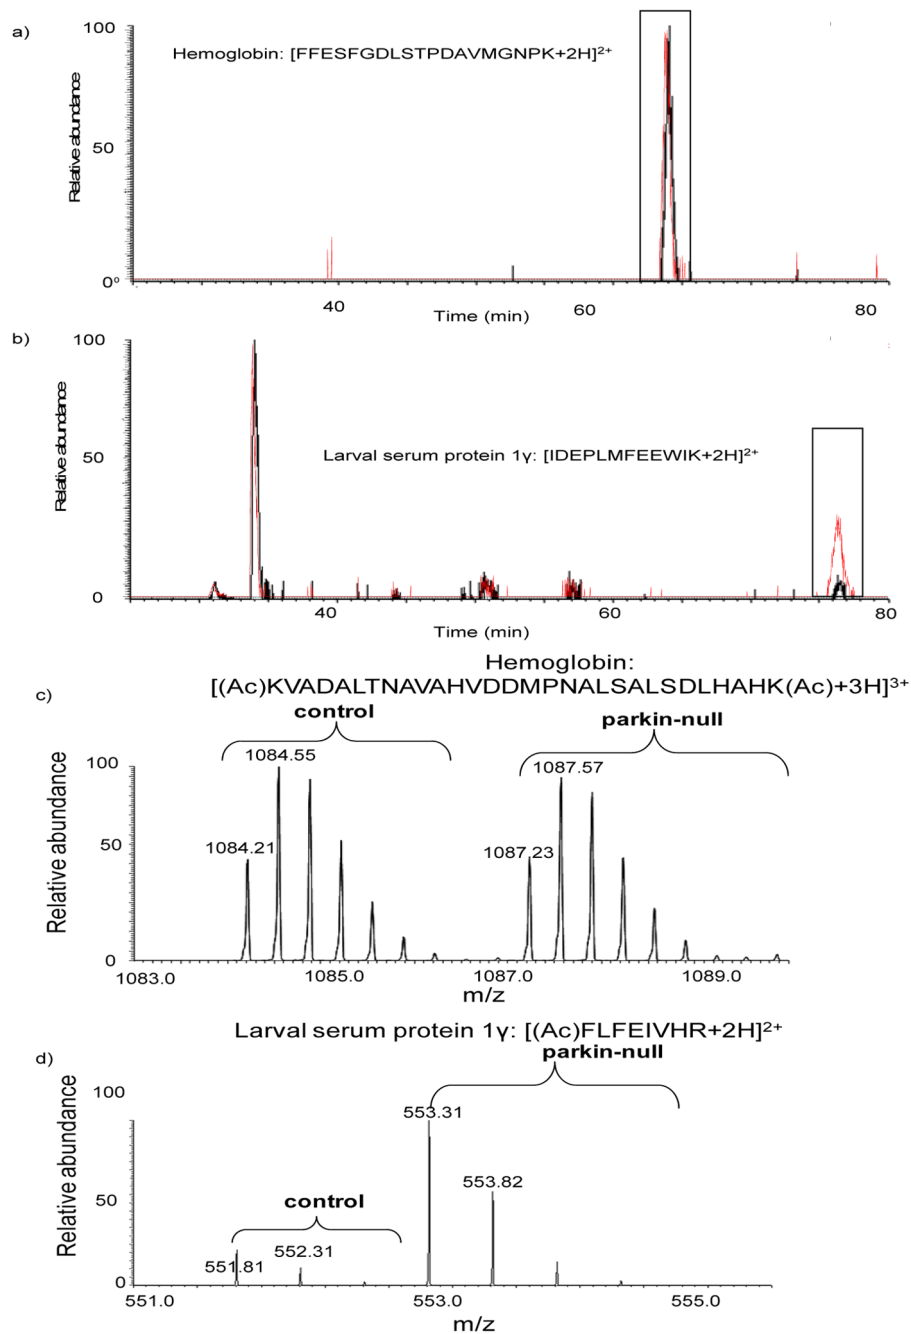 a)
100
50
0
Relative abundance
Hemoglobin: [FFESFGDLSTPDAVMGNPK+2H]²⁺
40
60
80
Time (min)
b)
100
50
0
Relative abundance
Larval serum protein 1γ: [IDEPLMFEEWIK+2H]²⁺
40
60
80
Time (min)
Hemoglobin:
c)
[(Ac)KVADALTNAVAHVDDMPNALSALSDLHAHK(Ac)+3H]³⁺
control
parkin-null
100
50
0
Relative abundance
1084.21
1084.55
1087.23
1087.57
1083.0
1085.0
1087.0
1089.0
m/z
Larval serum protein 1γ: [(Ac)FLFEIVHR+2H]²⁺
d)
parkin-null
100
50
0
Relative abundance
control
551.81
552.31
553.31
553.82
551.0
553.0
555.0
m/z